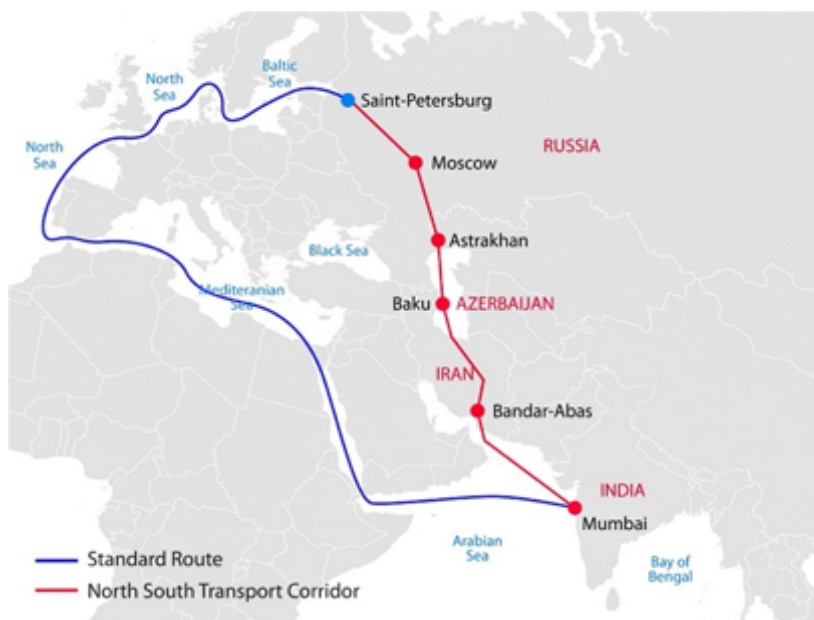 Baltic
Sea
North
Sea
Saint-Petersburg
North
Sea
RUSSIA
Moscow
Astrakhan
Black Sea
Mediteranian
Sea
Baku
AZERBAIJAN
IRAN
Bandar-Abas
INDIA
Mumbai
Arabian
Sea
Bay of
Bengal
Standard Route
North South Transport Corridor